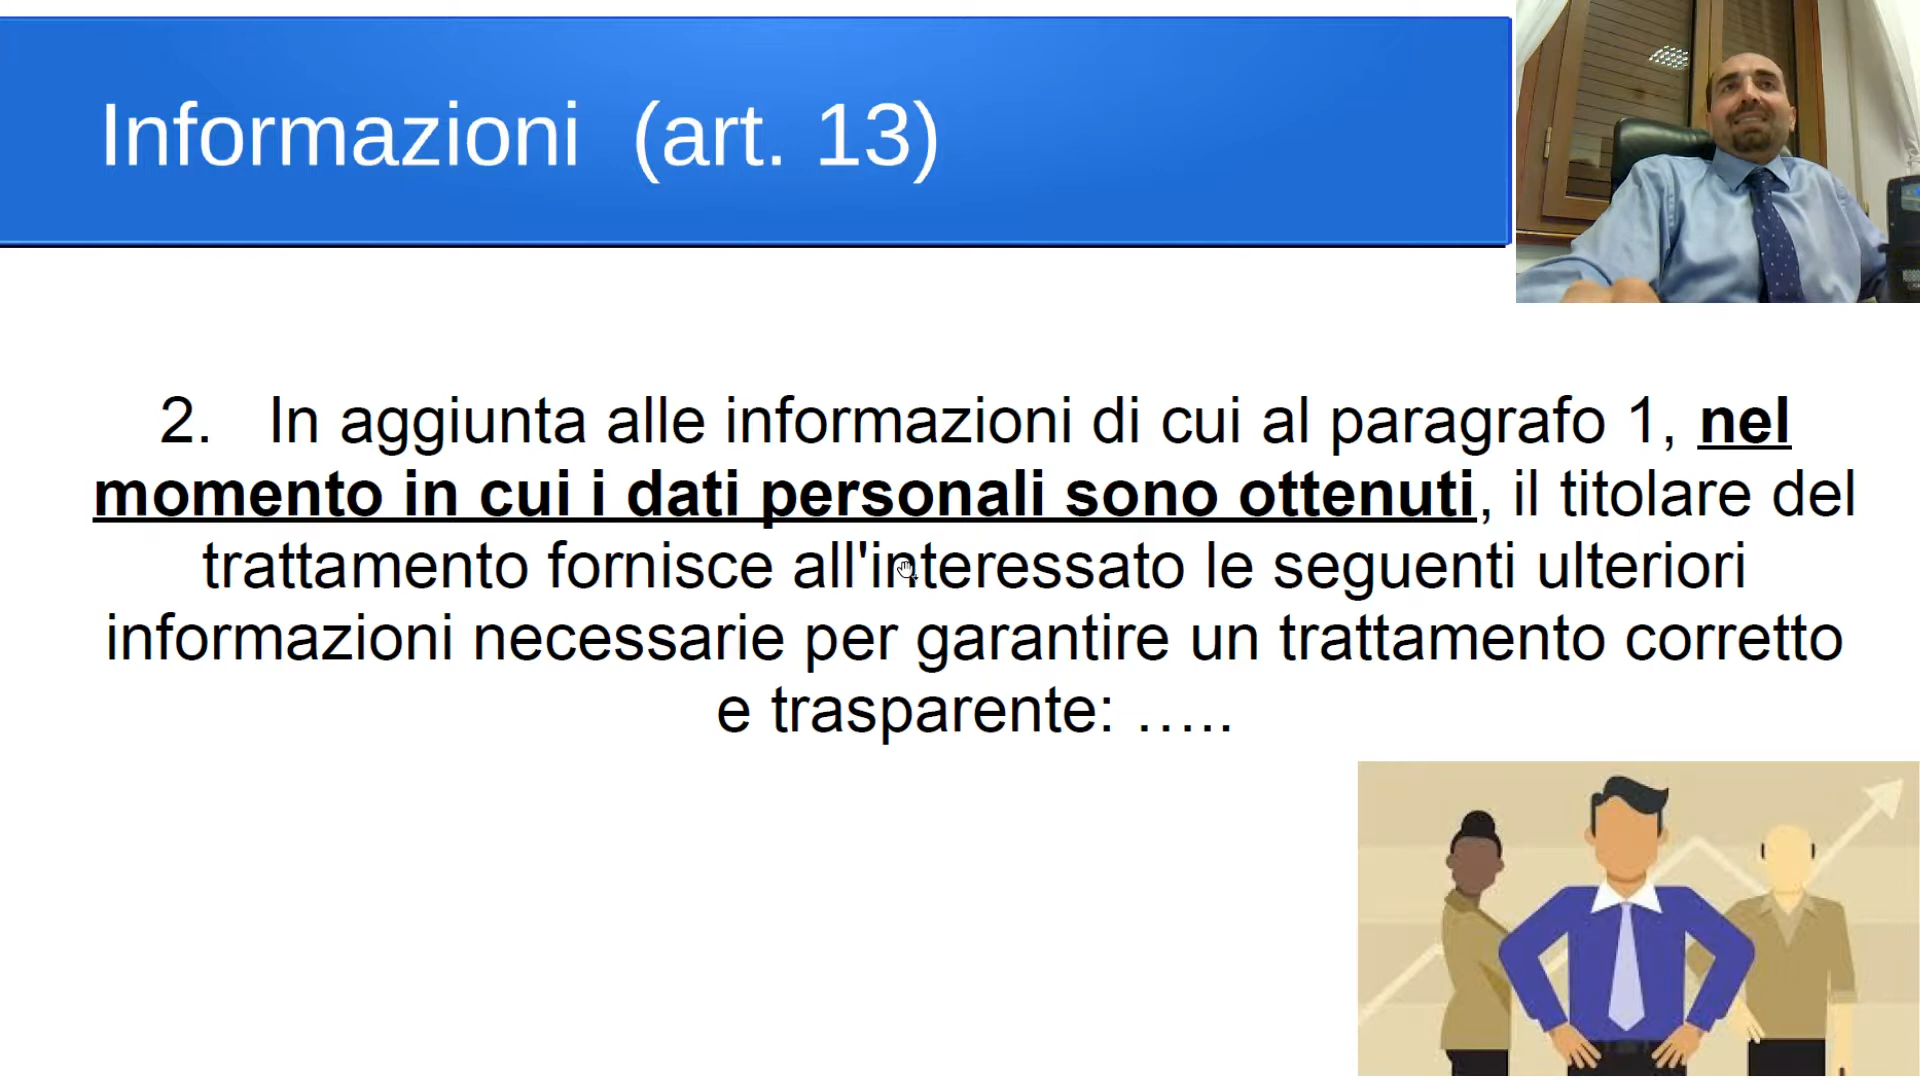 Informazioni  (art. 13)
2.   In aggiunta alle informazioni di cui al paragrafo 1, nel
momento in cui i dati personali sono ottenuti, il titolare del
trattamento fornisce all'interessato le seguenti ulteriori
informazioni necessarie per garantire un trattamento corretto
e trasparente: …..